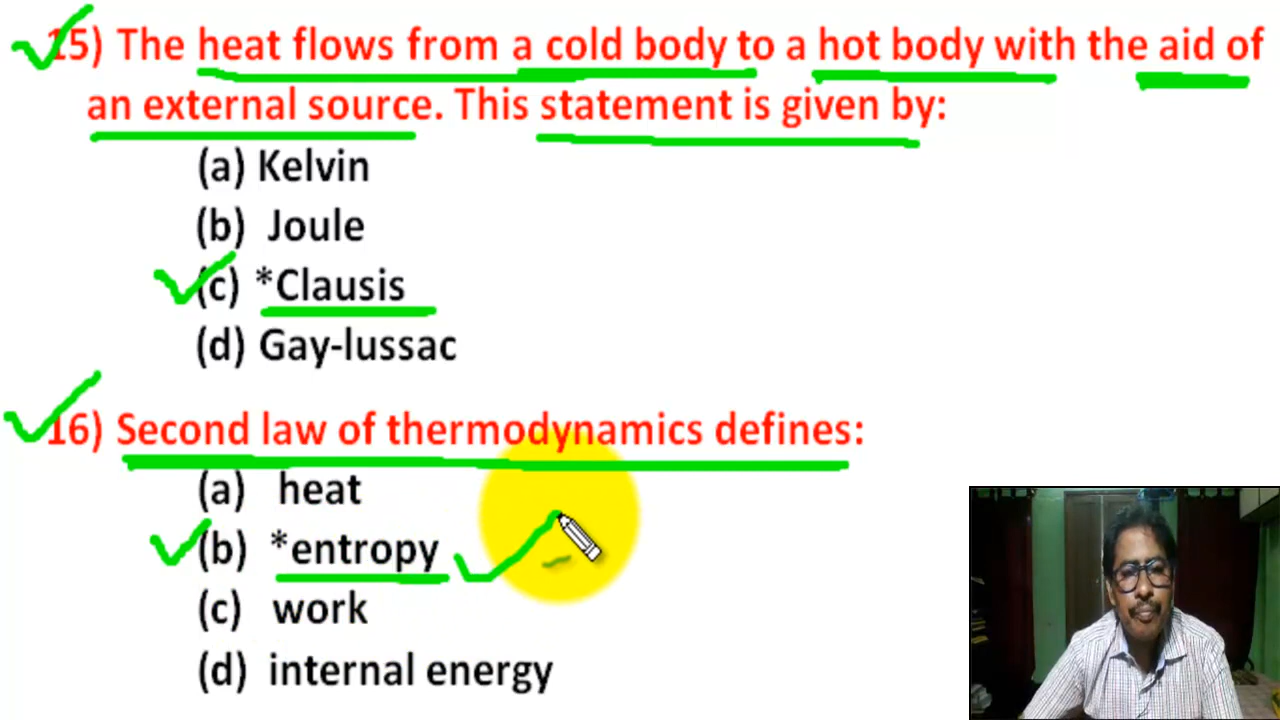 15) The heat flows from a cold body to a hot body with the aid of
an external source. This statement is given by:
(a) Kelvin
(b) Joule
(c) *Clausis
(d) Gay-lussac
16) Second law of thermodynamics defines:
(a) heat
(b) *entropy
(c) work
(d) internal energy